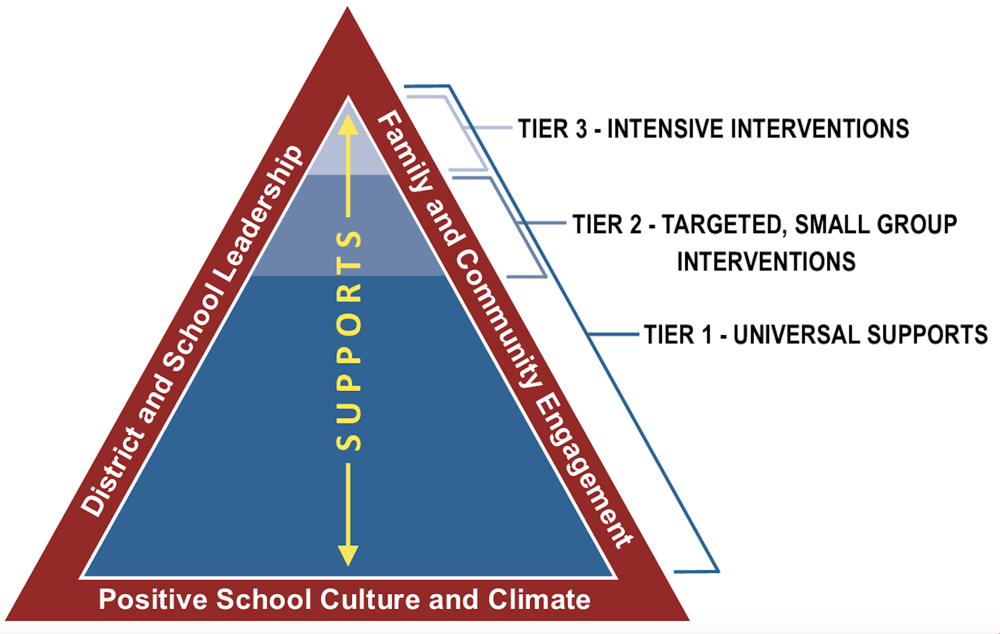 District and School Leadership
Family and Community Engagement
SUPPORTS
Positive School Culture and Climate
TIER 3 - INTENSIVE INTERVENTIONS
TIER 2 - TARGETED, SMALL GROUP
INTERVENTIONS
TIER 1 - UNIVERSAL SUPPORTS